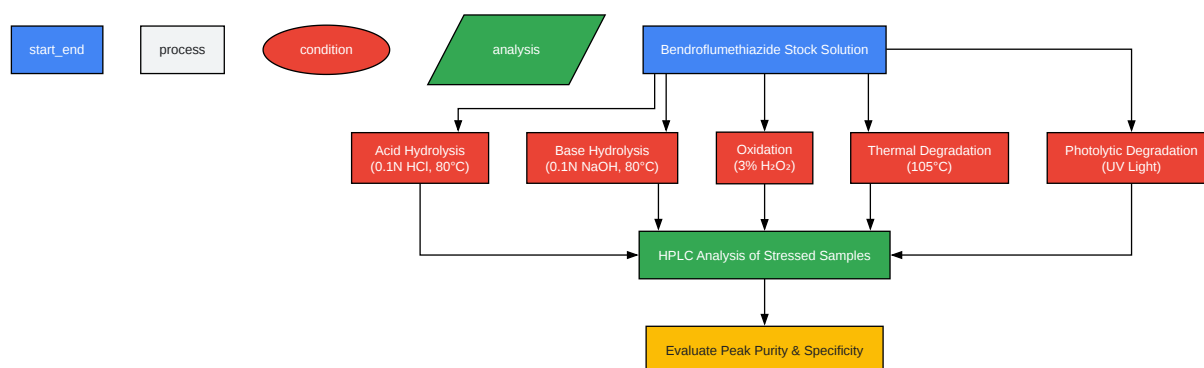 start_end
process
condition
analysis
Bendroflumethiazide Stock Solution
Acid Hydrolysis
(0.1N HCl, 80°C)
Base Hydrolysis
(0.1N NaOH, 80°C)
Oxidation
(3% H₂O₂)
Thermal Degradation
(105°C)
Photolytic Degradation
(UV Light)
HPLC Analysis of Stressed Samples
Evaluate Peak Purity & Specificity